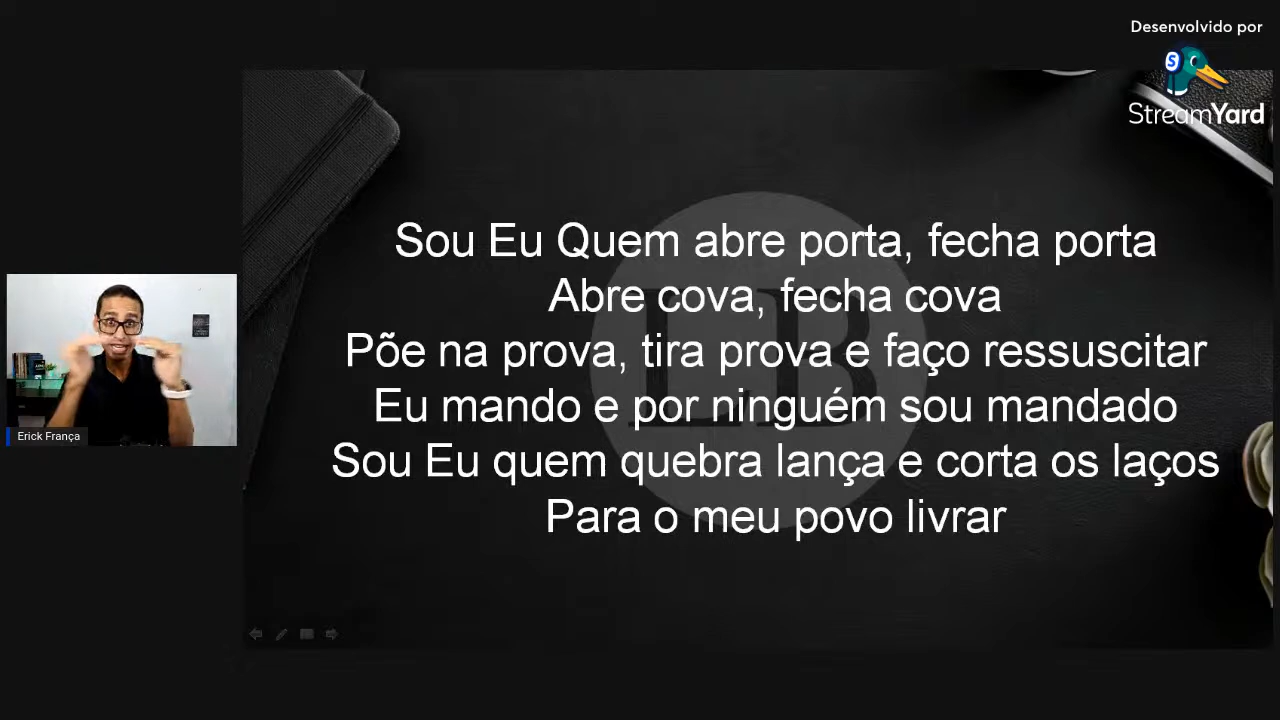 Desenvolvido por
StreamYard
Sou Eu Quem abre porta, fecha porta
Abre cova, fecha cova
Põe na prova, tira prova e faço ressuscitar
Eu mando e por ninguém sou mandado
Sou Eu quem quebra lança e corta os laços
Para o meu povo livrar
Erick França